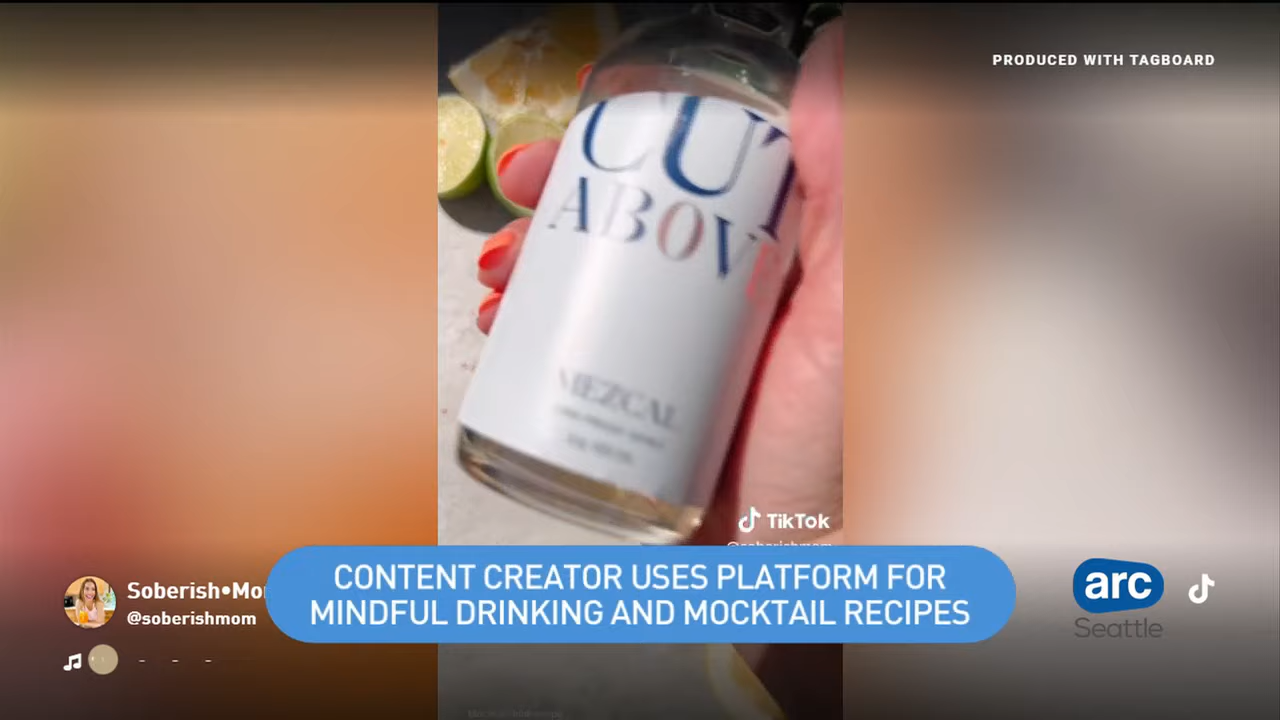 PRODUCED WITH TAGBOARD
CUT
ABOVE
MEZCAL
TikTok
@soberishmom
CONTENT CREATOR USES PLATFORM FOR
MINDFUL DRINKING AND MOCKTAIL RECIPES
Soberish•Mo
@soberishmom
arc
Seattle